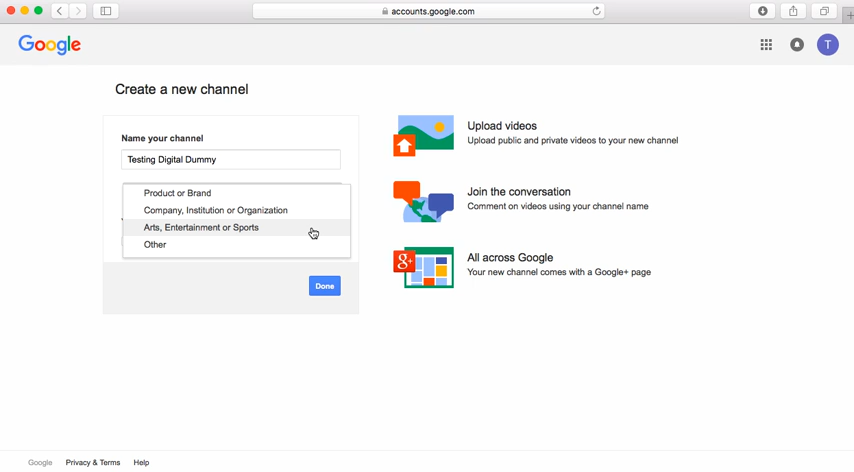 accounts.google.com
Google
T
Create a new channel
Name your channel
Testing Digital Dummy
Product or Brand
Company, Institution or Organization
Arts, Entertainment or Sports
Other
Done
Upload videos
Upload public and private videos to your new channel
Join the conversation
Comment on videos using your channel name
g+
All across Google
Your new channel comes with a Google+ page
Google Privacy & Terms Help